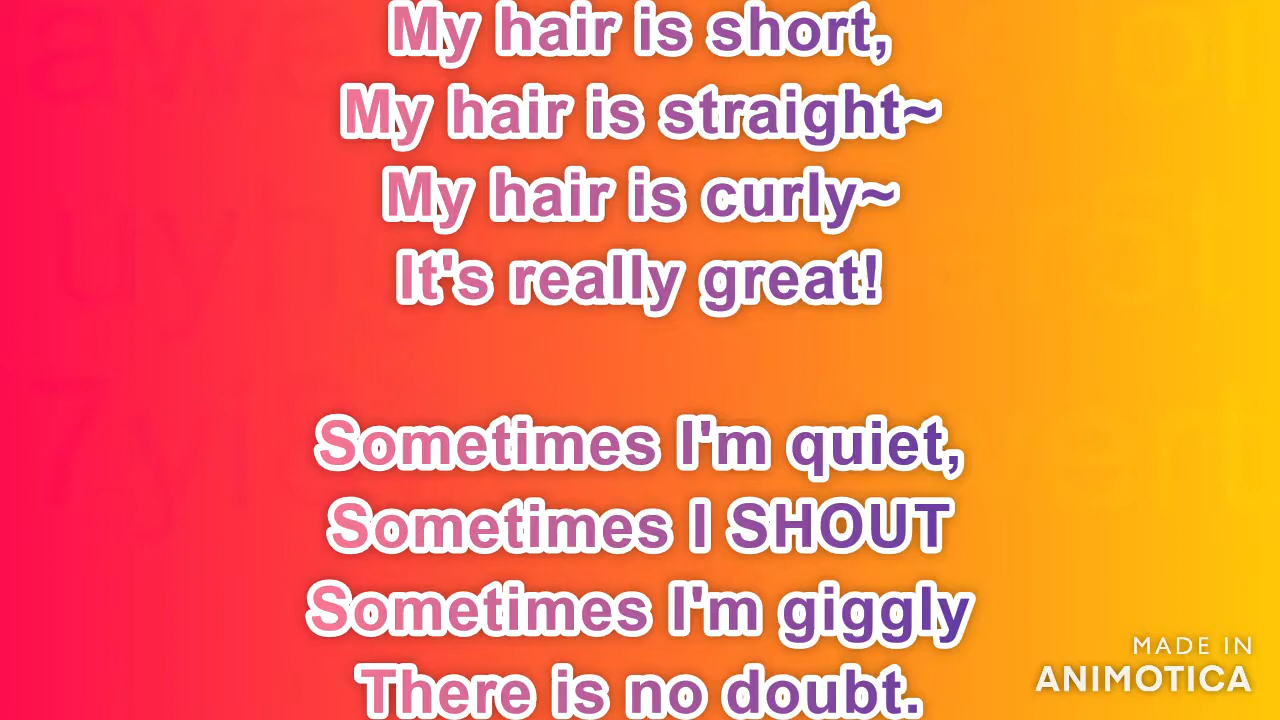 My hair is short,
My hair is straight~
My hair is curly~
It's really great!
Sometimes I'm quiet,
Sometimes I SHOUT
Sometimes I'm giggly
There is no doubt.
MADE IN
ANIMOTICA